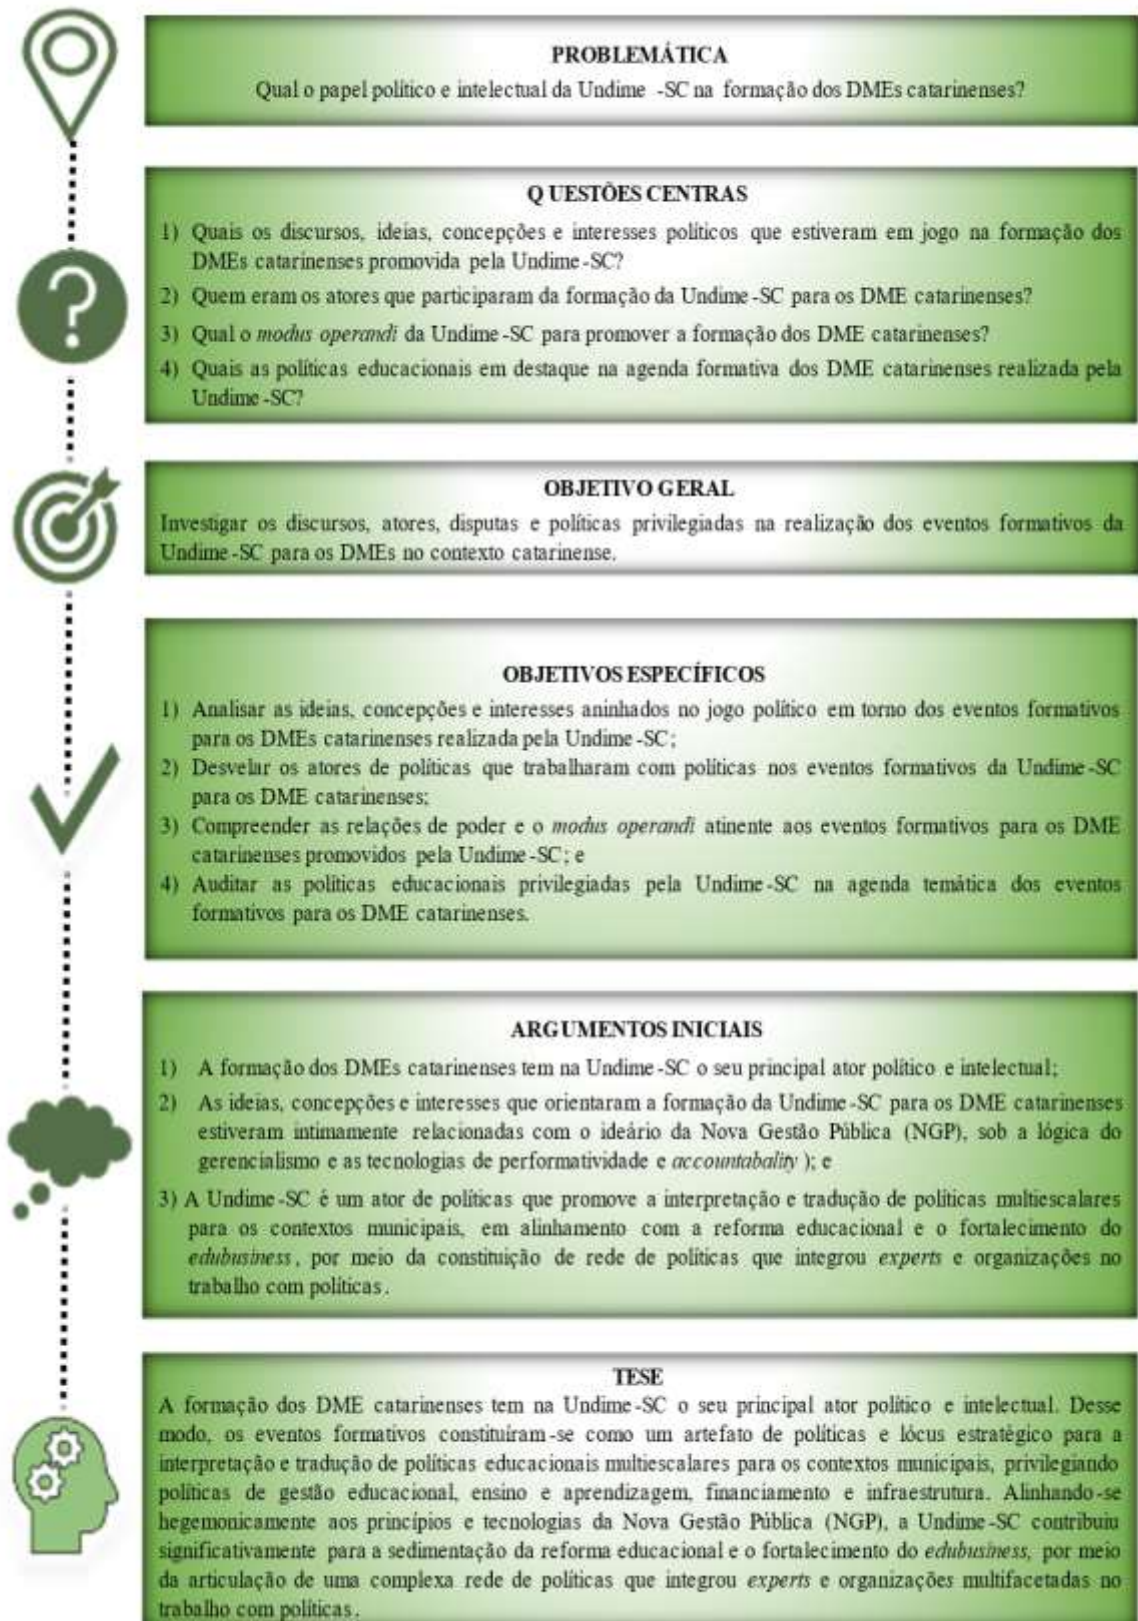 PROBLEMÁTICA
Qual o papel político e intelectual da Undime -SC na formação dos DMEs catarinenses?
Q UESTÕES CENTRAS
1) Quais os discursos, ideias, concepções e interesses políticos que estiveram em jogo na formação dos
DMEs catarinenses promovida pela Undime-SC?
2) Quem eram os atores que participaram da formação da Undime-SC para os DME catarinenses?
3) Qual o modus operandi da Undime-SC para promover a formação dos DME catarinenses?
4) Quais as políticas educacionais em destaque na agenda formativa dos DME catarinenses realizada pela
Undime-SC?
OBJETIVO GERAL
Investigar os discursos, atores, disputas e políticas privilegiadas na realização dos eventos formativos da
Undime-SC para os DMEs no contexto catarinense.
OBJETIVOS ESPECÍFICOS
1) Analisar as ideias, concepções e interesses aninhados no jogo político em torno dos eventos formativos
para os DMEs catarinenses realizada pela Undime-SC;
2) Desvelar os atores de políticas que trabalharam com políticas nos eventos formativos da Undime-SC
para os DME catarinenses;
3) Compreender as relações de poder e o modus operandi atinente aos eventos formativos para os DME
catarinenses promovidos pela Undime-SC; e
4) Auditar as políticas educacionais privilegiadas pela Undime-SC na agenda temática dos eventos
formativos para os DME catarinenses.
ARGUMENTOS INICIAIS
1) A formação dos DMEs catarinenses tem na Undime-SC o seu principal ator político e intelectual;
2) As ideias, concepções e interesses que orientaram a formação da Undime-SC para os DME catarinenses
estiveram intimamente relacionadas com o ideário da Nova Gestão Pública (NGP), sob a lógica do
gerencialismo e as tecnologias de performatividade e accountabality ); e
3) A Undime-SC é um ator de políticas que promove a interpretação e tradução de políticas multiescalares
para os contextos municipais, em alinhamento com a reforma educacional e o fortalecimento do
edubusiness, por meio da constituição de rede de políticas que integrou experts e organizações no
trabalho com políticas.
TESE
A formação dos DME catarinenses tem na Undime-SC o seu principal ator político e intelectual. Desse
modo, os eventos formativos constituíram-se como um artefato de políticas e lócus estratégico para a
interpretação e tradução de políticas educacionais multiescalares para os contextos municipais, privilegiando
políticas de gestão educacional, ensino e aprendizagem, financiamento e infraestrutura. Alinhando-se
hegemonicamente aos princípios e tecnologias da Nova Gestão Pública (NGP), a Undime-SC contribuiu
significativamente para a sedimentação da reforma educacional e o fortalecimento do edubusiness, por meio
da articulação de uma complexa rede de políticas que integrou experts e organizações multifacetadas no
trabalho com políticas.